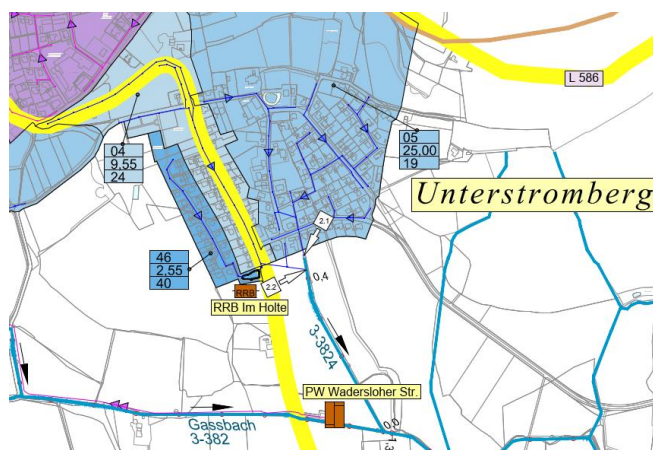 L 586
04
9.55
24
05
25.00
19
Unterstromberg
46
2.55
40
2.1
2.2
0,4
RRB
RRB Im Holte
3-3824
PW Wadersloher Str.
Gassbach
3-382
0,0